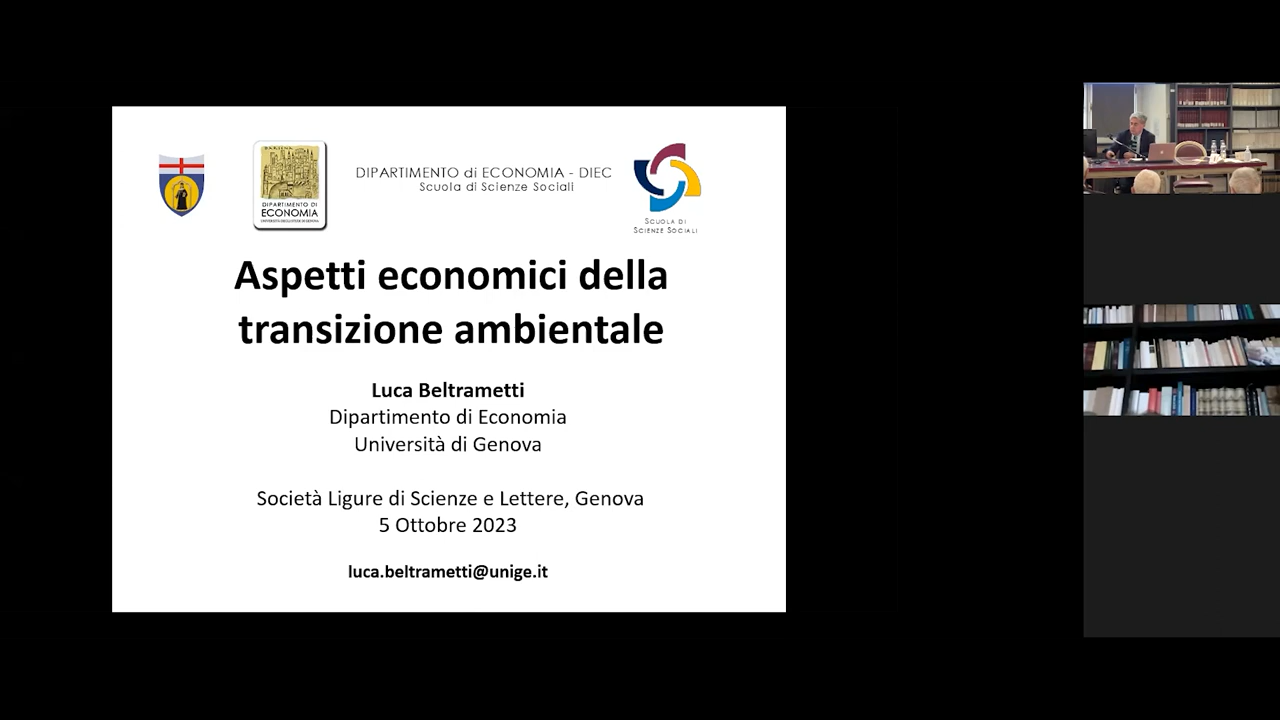 DIPARTIMENTO DI
ECONOMIA
DIPARTIMENTO di ECONOMIA - DIEC
Scuola di Scienze Sociali
SCUOLA DI
SCIENZE SOCIALI
Aspetti economici della
transizione ambientale
Luca Beltrametti
Dipartimento di Economia
Università di Genova
Società Ligure di Scienze e Lettere, Genova
5 Ottobre 2023
luca.beltrametti@unige.it